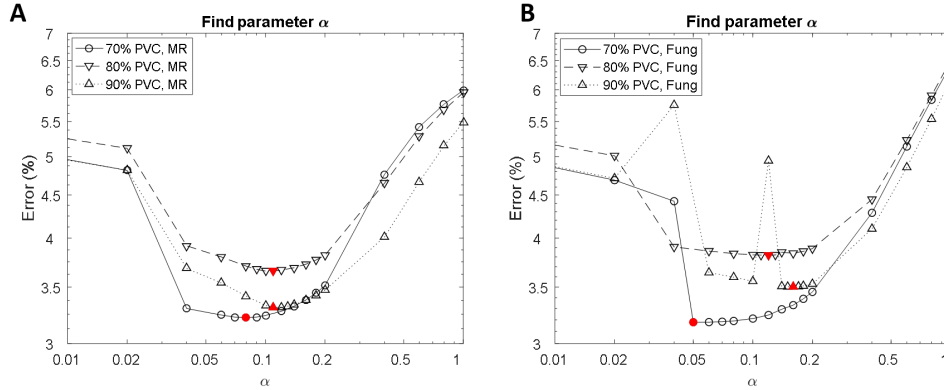 A
Find parameter α
7
6.5
6
5.5
5
4.5
4
3.5
3
Error (%)
70% PVC, MR
80% PVC, MR
90% PVC, MR
0.01 0.02 0.05 0.1 0.2 0.5 1
α
B
Find parameter α
7
6.5
6
5.5
5
4.5
4
3.5
3
Error (%)
70% PVC, Fung
80% PVC, Fung
90% PVC, Fung
0.01 0.02 0.05 0.1 0.2 0.5 1
α